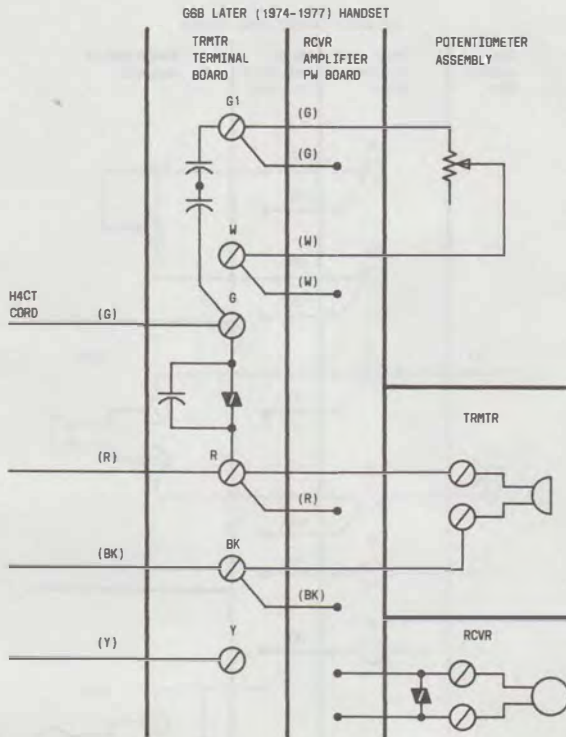 G6B LATER (1974-1977) HANDSET
TRMTR
TERMINAL
BOARD
RCVR
AMPLIFIER
PW BOARD
POTENTIOMETER
ASSEMBLY
G1
(G)
(G)
W
(W)
(W)
G
H4CT
CORD
(G)
TRMTR
(R)
R
(R)
(BK)
BK
(BK)
(Y)
Y
RCVR